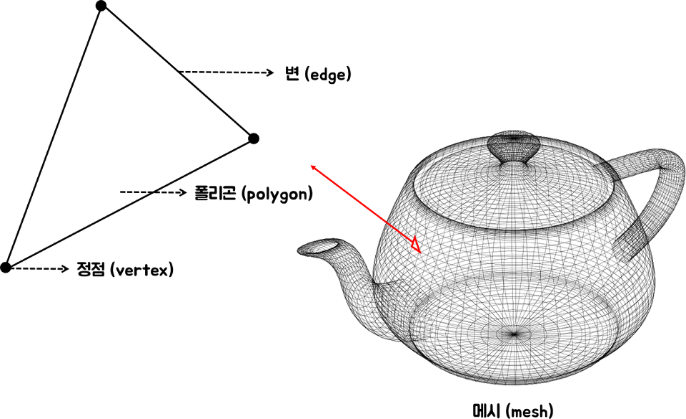 변 (edge)
폴리곤 (polygon)
정점 (vertex)
메시 (mesh)